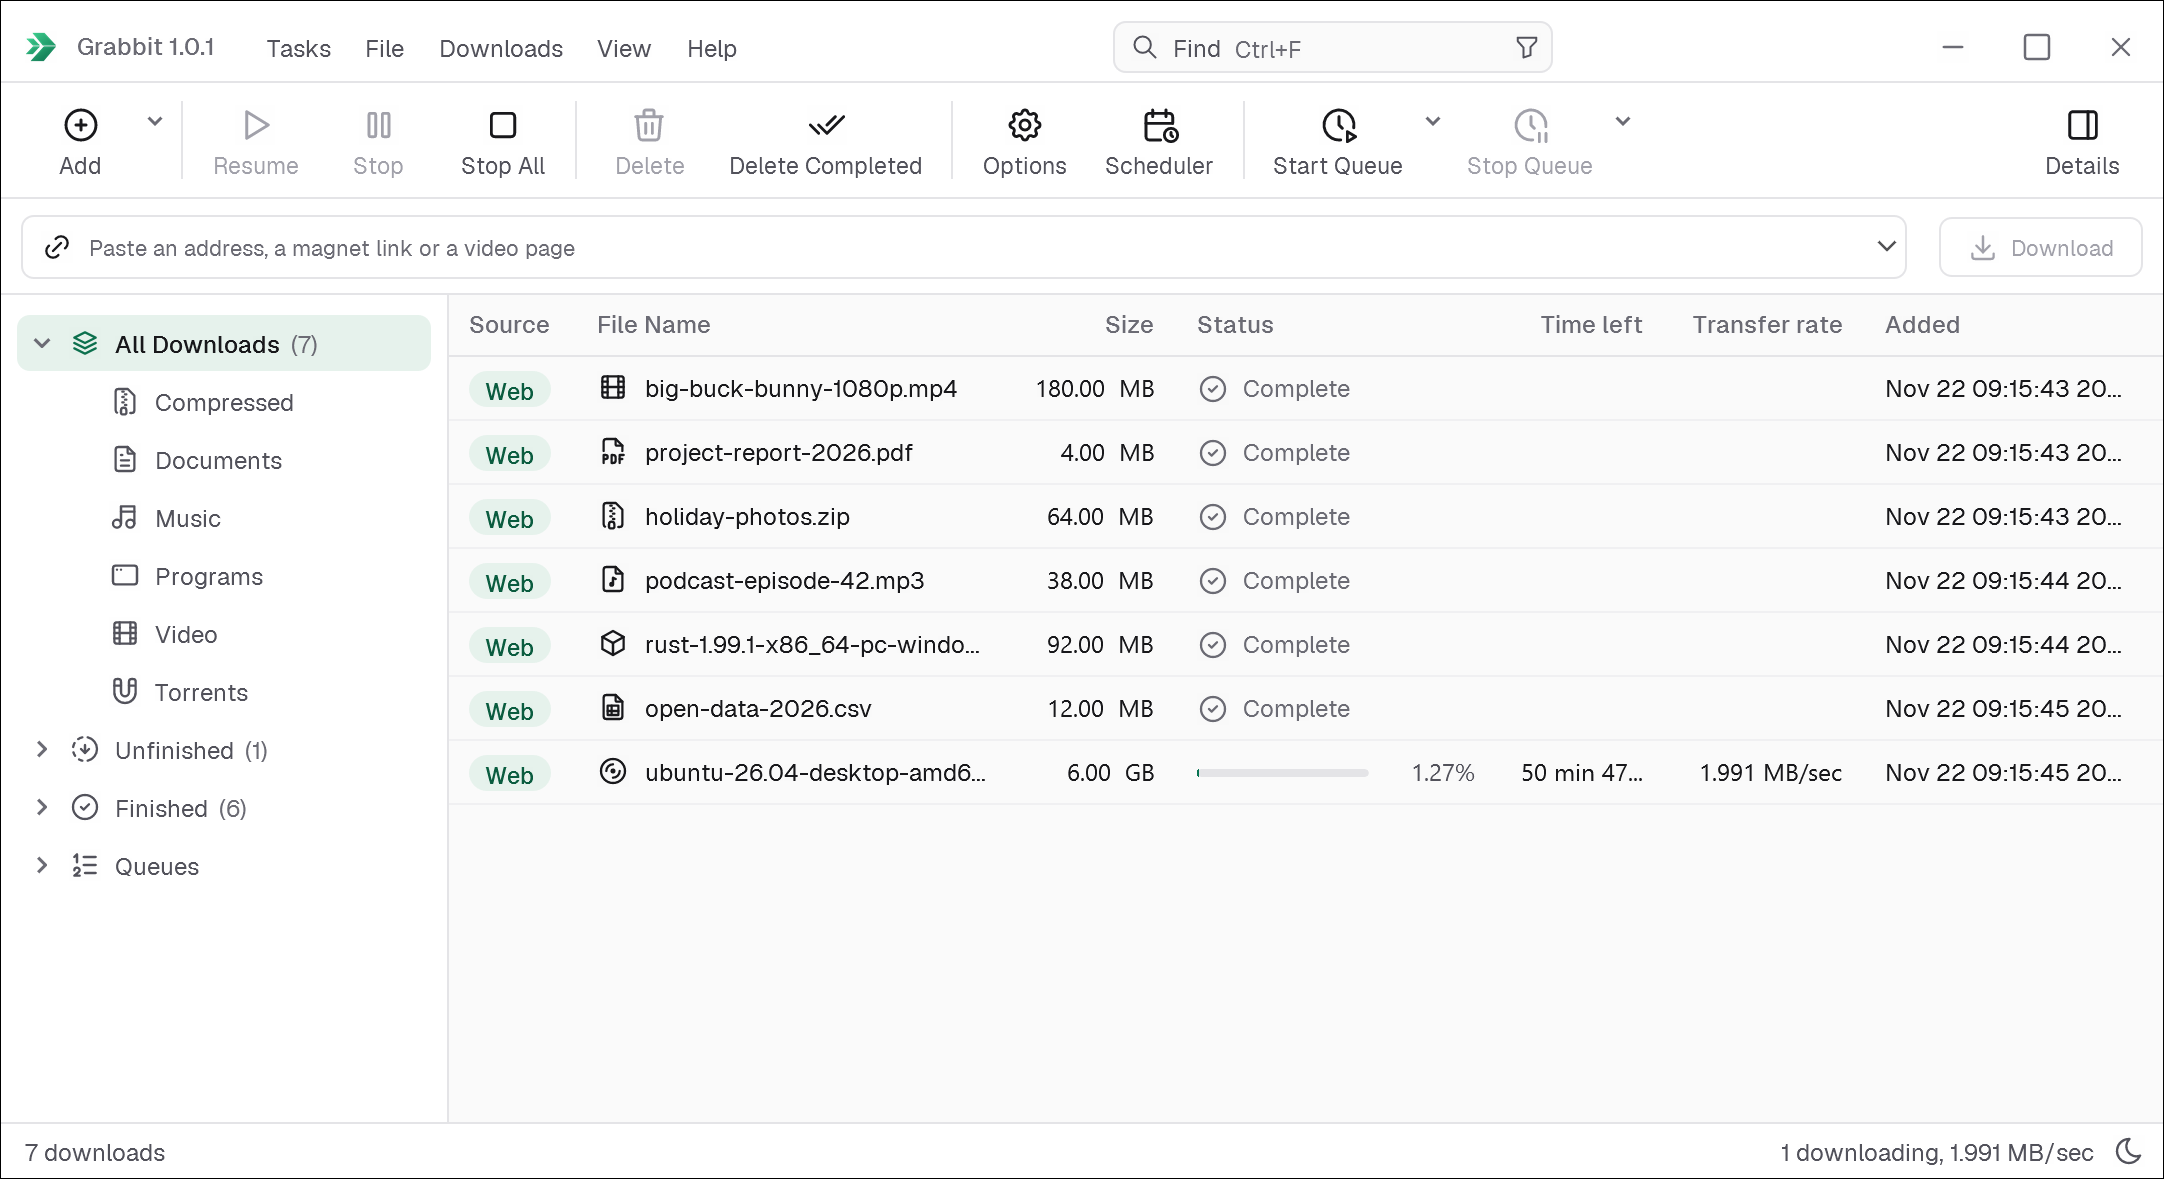 Grabbit 1.0.1 Tasks File Downloads View Help Find Ctrl+F
Add Resume Stop Stop All Delete Delete Completed Options Scheduler Start Queue Stop Queue Details
Paste an address, a magnet link or a video page Download
All Downloads (7)
Compressed
Documents
Music
Programs
Video
Torrents
Unfinished (1)
Finished (6)
Queues
Source File Name Size Status Time left Transfer rate Added
Web big-buck-bunny-1080p.mp4 180.00 MB Complete Nov 22 09:15:43 20...
Web project-report-2026.pdf 4.00 MB Complete Nov 22 09:15:43 20...
Web holiday-photos.zip 64.00 MB Complete Nov 22 09:15:43 20...
Web podcast-episode-42.mp3 38.00 MB Complete Nov 22 09:15:44 20...
Web rust-1.99.1-x86_64-pc-windo... 92.00 MB Complete Nov 22 09:15:44 20...
Web open-data-2026.csv 12.00 MB Complete Nov 22 09:15:45 20...
Web ubuntu-26.04-desktop-amd6... 6.00 GB 1.27% 50 min 47... 1.991 MB/sec Nov 22 09:15:45 20...
7 downloads 1 downloading, 1.991 MB/sec